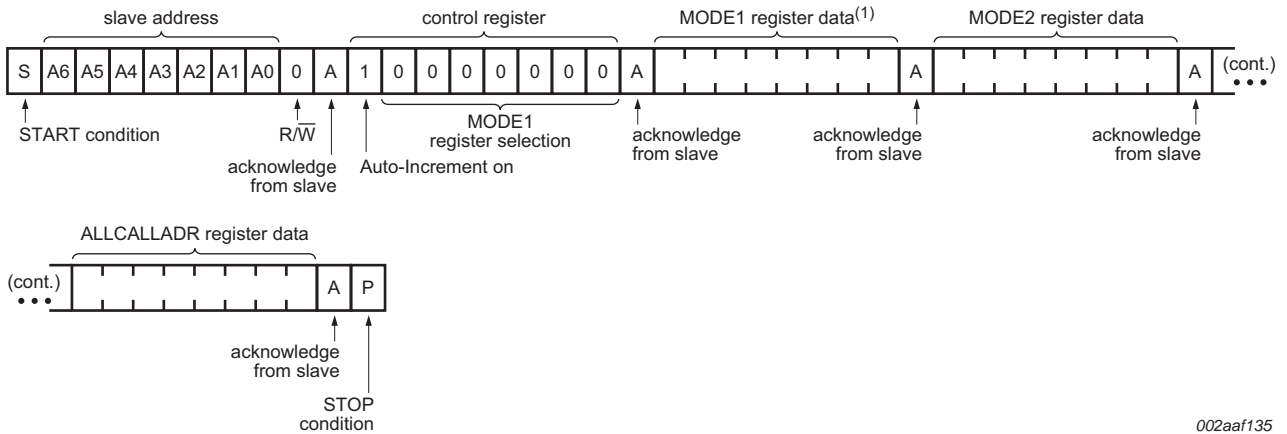 slave address control register MODE1 register data(1) MODE2 register data
S A6 A5 A4 A3 A2 A1 A0 0 A 1 0 0 0 0 0 0 0 A A A (cont.)
START condition R/W̅ MODE1 register selection acknowledge from slave acknowledge from slave acknowledge from slave
acknowledge from slave Auto-Increment on
ALLCALLADR register data
(cont.) A P
acknowledge
from slave
STOP
condition
002aaf135